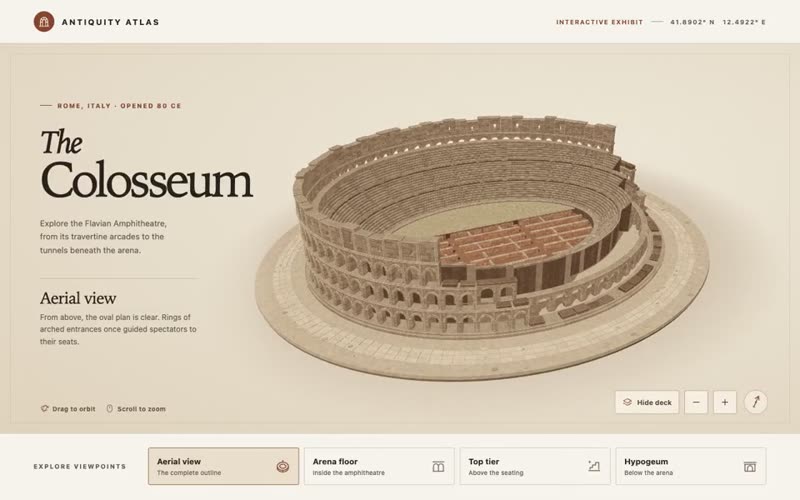 ANTIQUITY ATLAS
INTERACTIVE EXHIBIT — 41.8902° N 12.4922° E
ROME, ITALY · OPENED 80 CE
The
Colosseum
Explore the Flavian Amphitheatre,
from its travertine arcades to the
tunnels beneath the arena.
Aerial view
From above, the oval plan is clear. Rings of
arched entrances once guided spectators to
their seats.
Drag to orbit
Scroll to zoom
Hide deck
EXPLORE VIEWPOINTS
Aerial view
The complete outline
Arena floor
Inside the amphitheatre
Top tier
Above the seating
Hypogeum
Below the arena